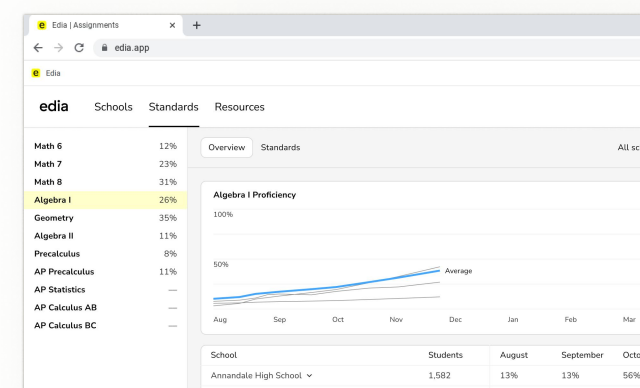 e Edia | Assignments × +
edia.app
e Edia
edia Schools Standards Resources
Math 6 12%
Math 7 23%
Math 8 31%
Algebra I 26%
Geometry 35%
Algebra II 11%
Precalculus 8%
AP Precalculus 11%
AP Statistics —
AP Calculus AB —
AP Calculus BC —
Overview Standards All sc
Algebra I Proficiency
100%
50%
Average
Aug Sep Oct Nov Dec Jan Feb Mar
School Students August September Octo
Annandale High School 1,582 13% 13% 56%